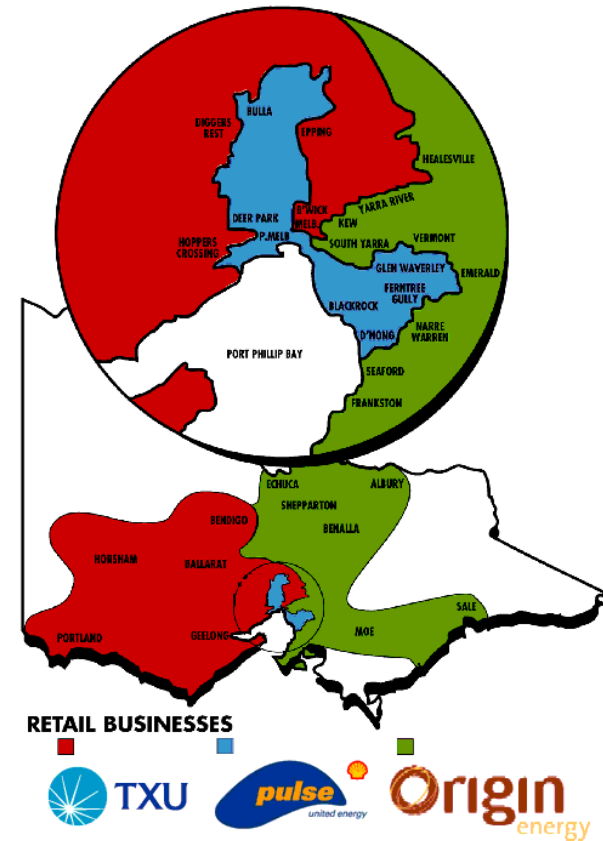 BULLA
DIGGERS
REST
EPPING
HEALESVILLE
YARRA RIVER
B'WICK
MELB.
KEW
DEER PARK
P.MELB
SOUTH YARRA
VERMONT
HOPPERS
CROSSING
GLEN WAVERLEY
EMERALD
FERNTREE
GULLY
BLACKROCK
NARRE
WARREN
D'NONG
PORT PHILLIP BAY
SEAFORD
FRANKSTON
ECHUCA
ALBURY
SHEPPARTON
BENDIGO
BENALLA
HORSHAM
BALLARAT
SALE
PORTLAND
GEELONG
MOE
RETAIL BUSINESSES
TXU
pulse
united energy
Origin
energy